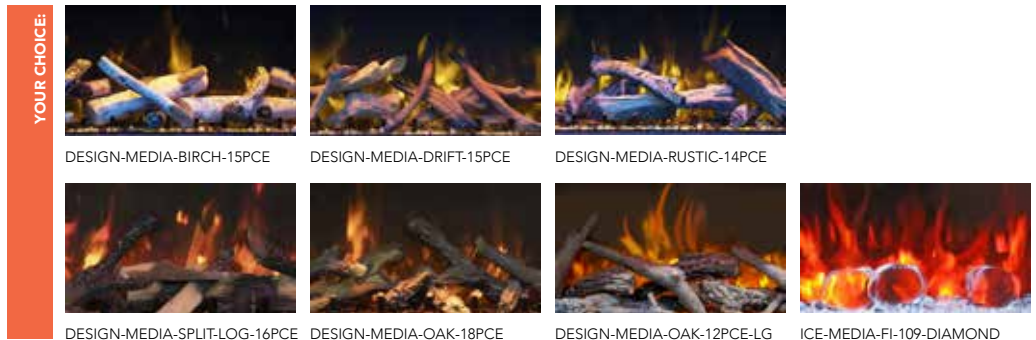 YOUR CHOICE:
DESIGN-MEDIA-BIRCH-15PCE
DESIGN-MEDIA-DRIFT-15PCE
DESIGN-MEDIA-RUSTIC-14PCE
DESIGN-MEDIA-SPLIT-LOG-16PCE
DESIGN-MEDIA-OAK-18PCE
DESIGN-MEDIA-OAK-12PCE-LG
ICE-MEDIA-FI-109-DIAMOND